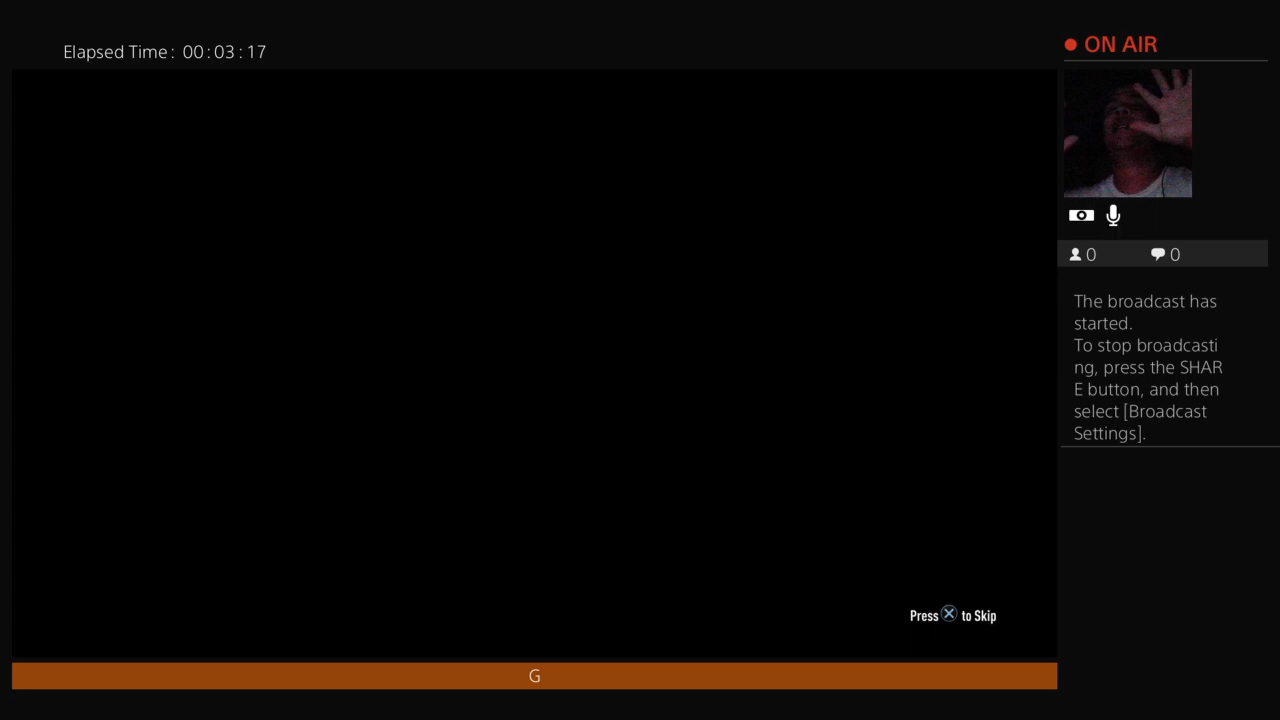 Elapsed Time: 00:03:17
ON AIR
0 0
The broadcast has
started.
To stop broadcasti
ng, press the SHAR
E button, and then
select [Broadcast
Settings].
Press to Skip
G